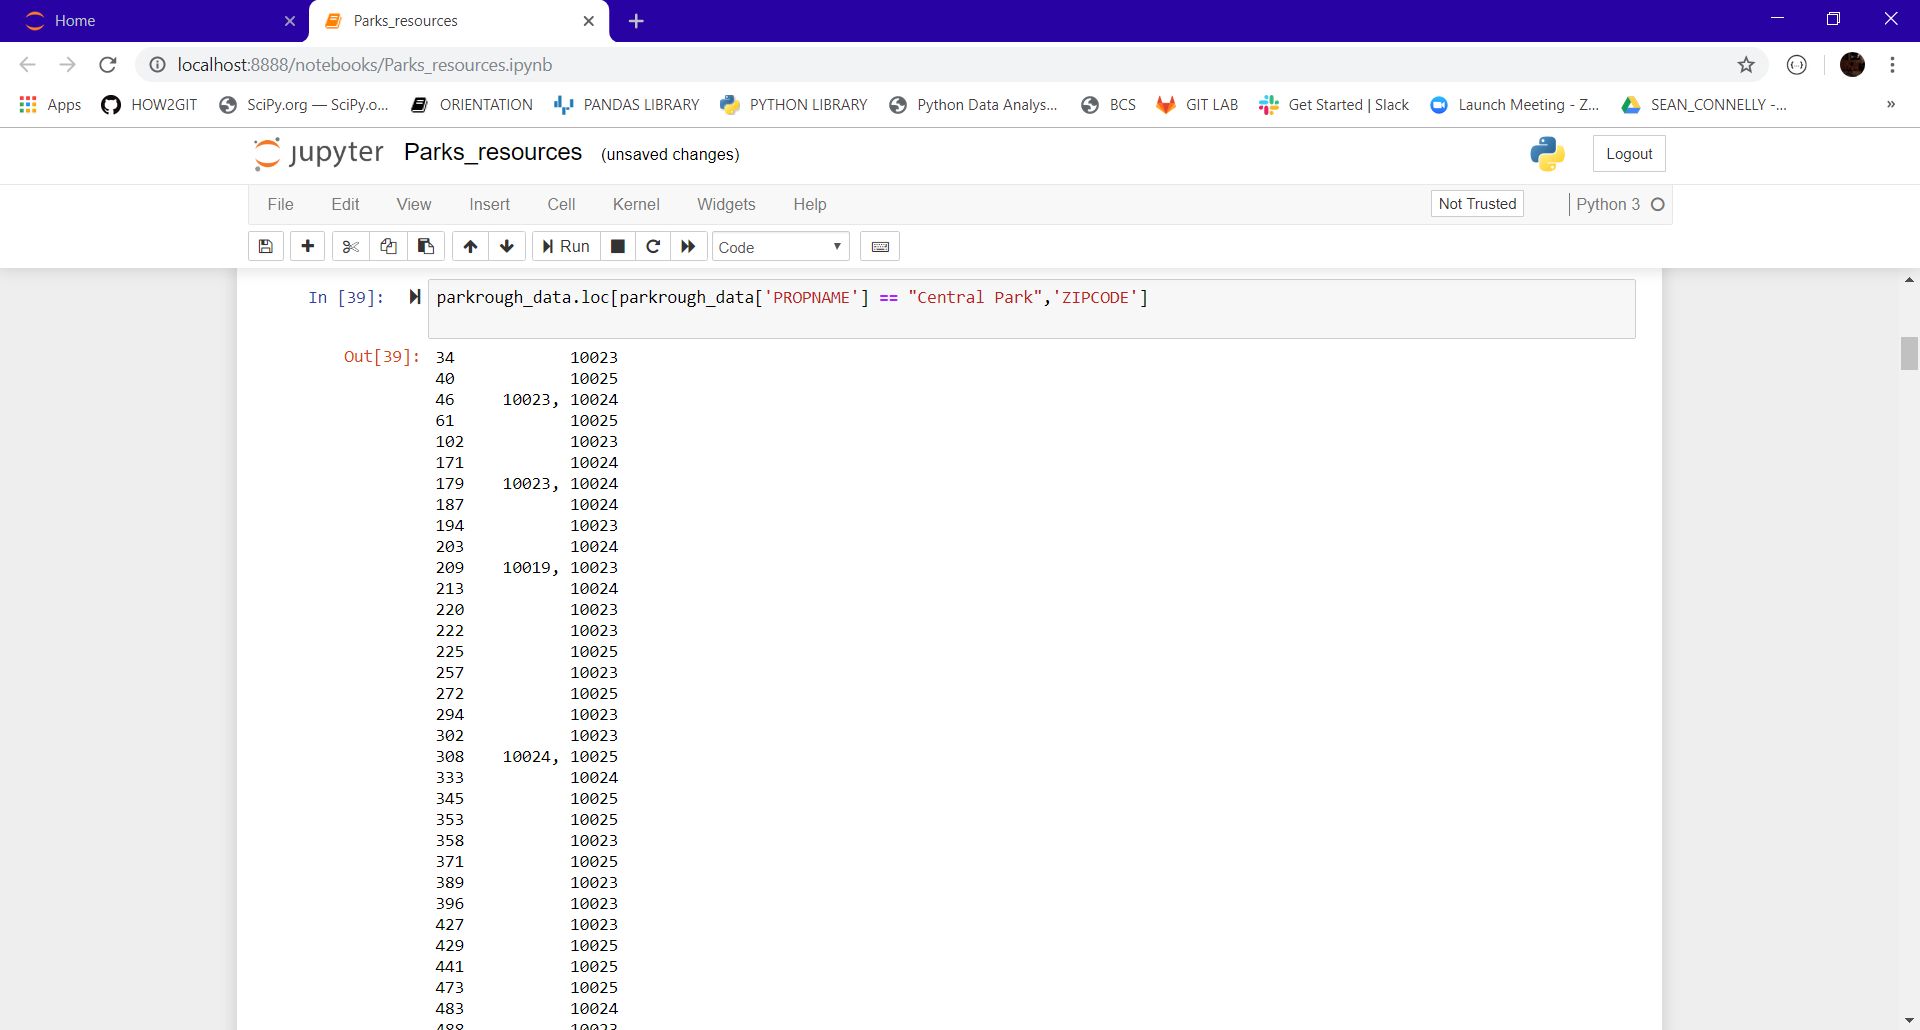 Home
Parks_resources
localhost:8888/notebooks/Parks_resources.ipynb
Apps HOW2GIT SciPy.org — SciPy.o... ORIENTATION PANDAS LIBRARY PYTHON LIBRARY Python Data Analys... BCS GIT LAB Get Started | Slack Launch Meeting - Z... SEAN_CONNELLY -... »
jupyter Parks_resources (unsaved changes) Logout
File Edit View Insert Cell Kernel Widgets Help Not Trusted Python 3
Run Code
In [39]: parkrough_data.loc[parkrough_data['PROPNAME'] == "Central Park",'ZIPCODE']
Out[39]: 34 10023
40 10025
46 10023, 10024
61 10025
102 10023
171 10024
179 10023, 10024
187 10024
194 10023
203 10024
209 10019, 10023
213 10024
220 10023
222 10023
225 10025
257 10023
272 10025
294 10023
302 10023
308 10024, 10025
333 10024
345 10025
353 10025
358 10023
371 10025
389 10023
396 10023
427 10023
429 10025
441 10025
473 10025
483 10024
488 10023